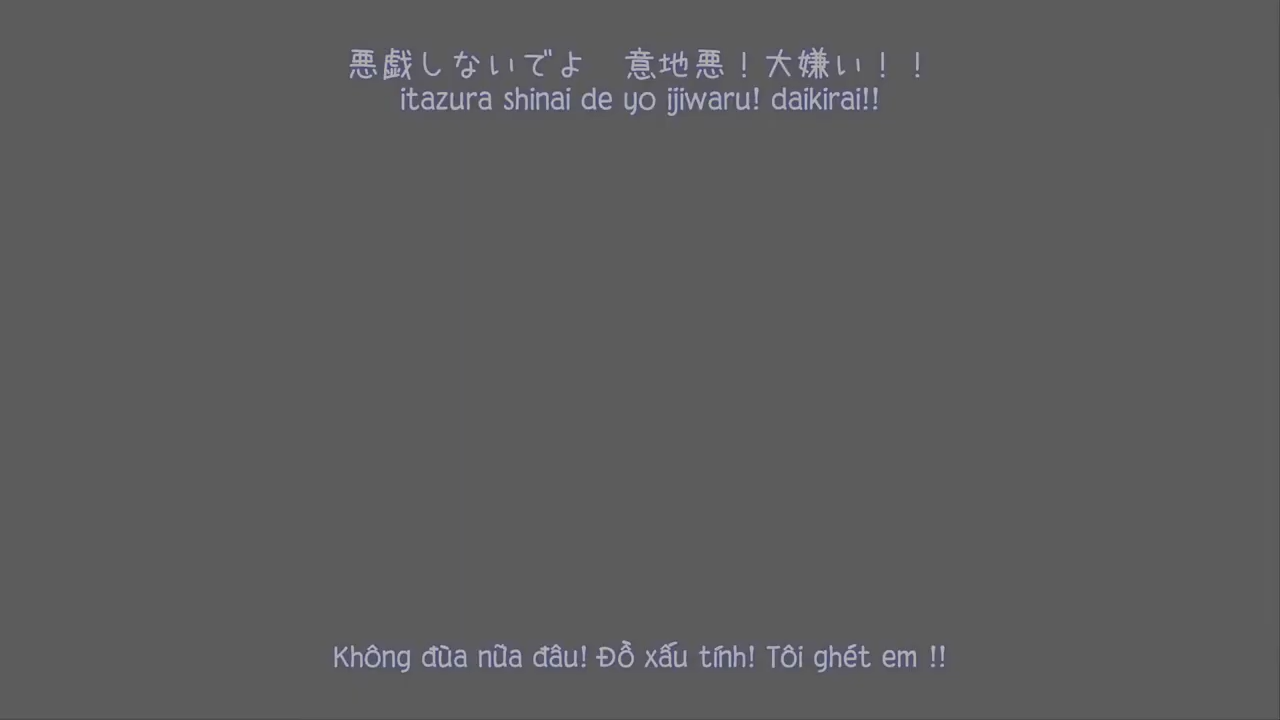 悪戯しないでよ　意地悪！大嫌い！！
itazura shinai de yo ijiwaru! daikirai!!
Không đùa nữa đâu! Đồ xấu tính! Tôi ghét em !!